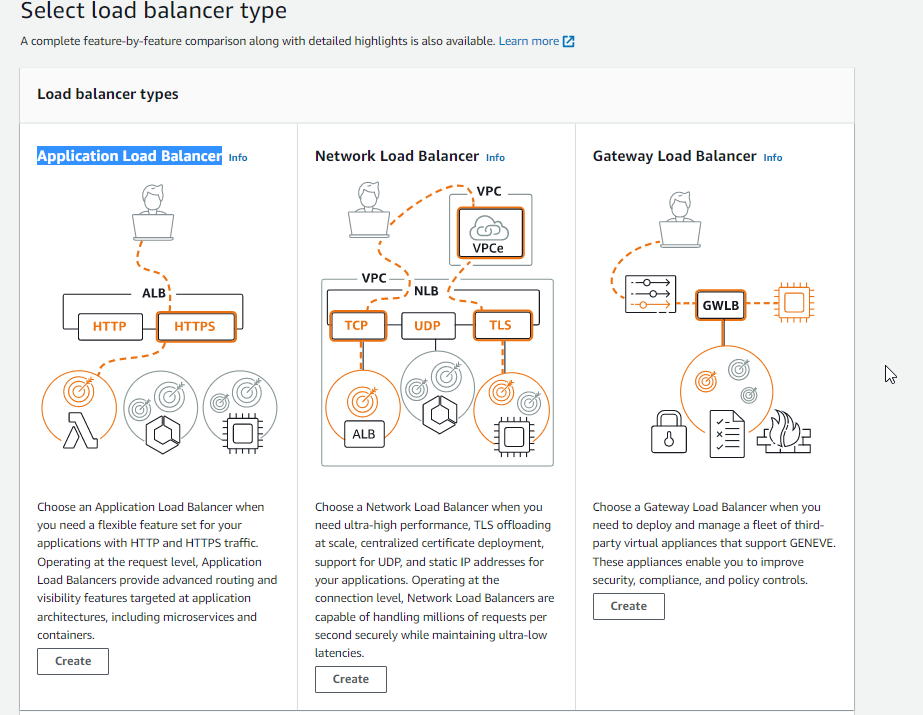 Select load balancer type
A complete feature-by-feature comparison along with detailed highlights is also available. Learn more
Load balancer types
Application Load Balancer Info
ALB
HTTP
HTTPS
Choose an Application Load Balancer when
you need a flexible feature set for your
applications with HTTP and HTTPS traffic.
Operating at the request level, Application
Load Balancers provide advanced routing and
visibility features targeted at application
architectures, including microservices and
containers.
Create
Network Load Balancer Info
VPC
VPCe
VPC
NLB
TCP
UDP
TLS
ALB
Choose a Network Load Balancer when you
need ultra-high performance, TLS offloading
at scale, centralized certificate deployment,
support for UDP, and static IP addresses for
your applications. Operating at the
connection level, Network Load Balancers are
capable of handling millions of requests per
second securely while maintaining ultra-low
latencies.
Create
Gateway Load Balancer Info
GWLB
Choose a Gateway Load Balancer when you
need to deploy and manage a fleet of third-
party virtual appliances that support GENEVE.
These appliances enable you to improve
security, compliance, and policy controls.
Create